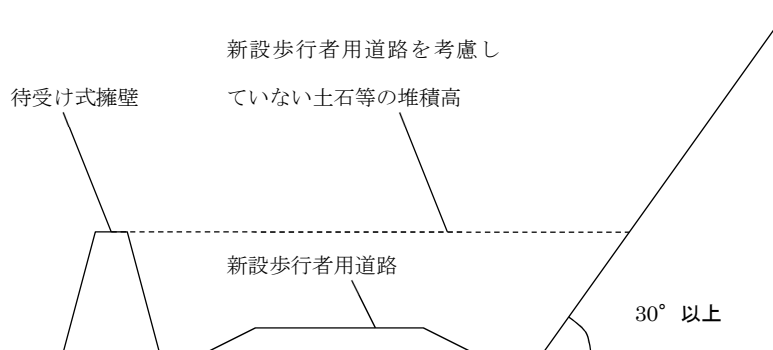 新設歩行者用道路を考慮し
待受け式擁壁
ていない土石等の堆積高
新設歩行者用道路
30°以上